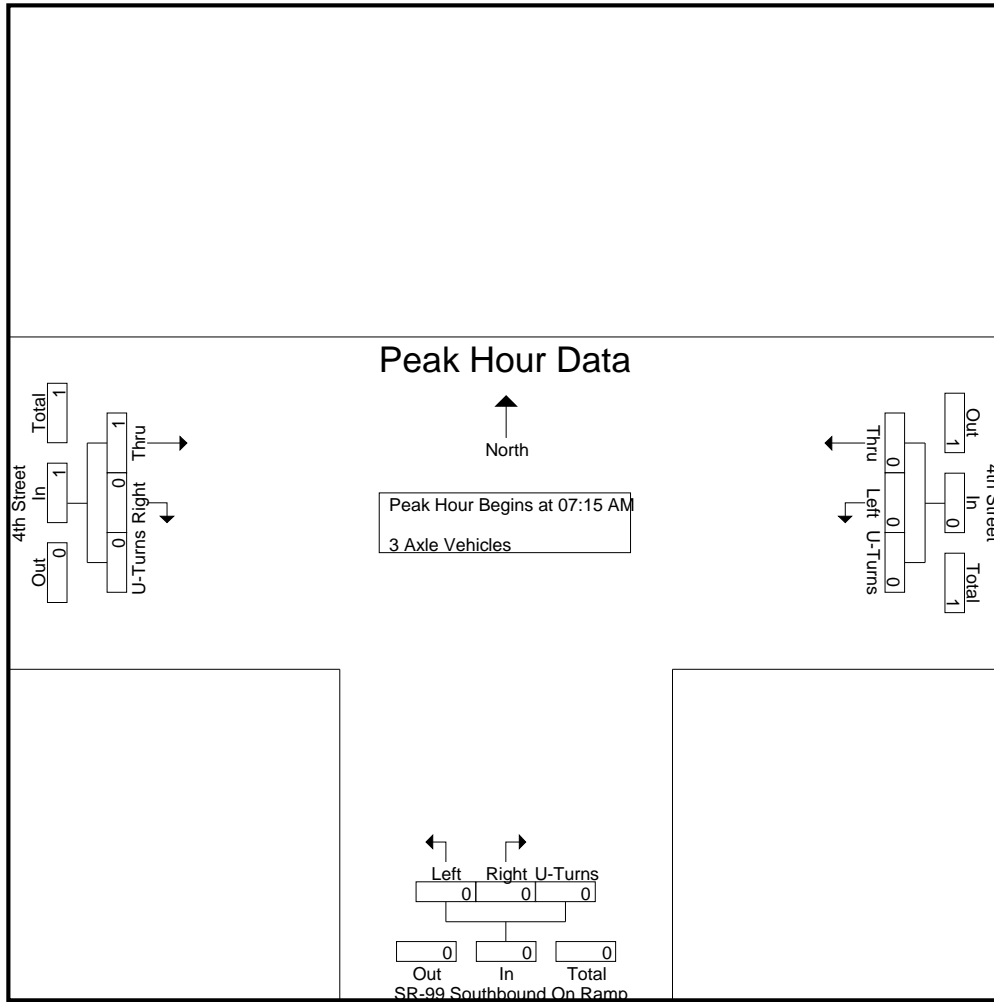 Peak Hour Data
North
Peak Hour Begins at 07:15 AM
3 Axle Vehicles
4th Street
Total
1
In
1
Out
0
Thru
1
Right
0
U-Turns
0
Thru
0
Left
0
U-Turns
0
Out
1
In
0
Total
1
4th Street
Left Right U-Turns
0 0 0
0 0 0
Out In Total
SR-99 Southbound On Ramp